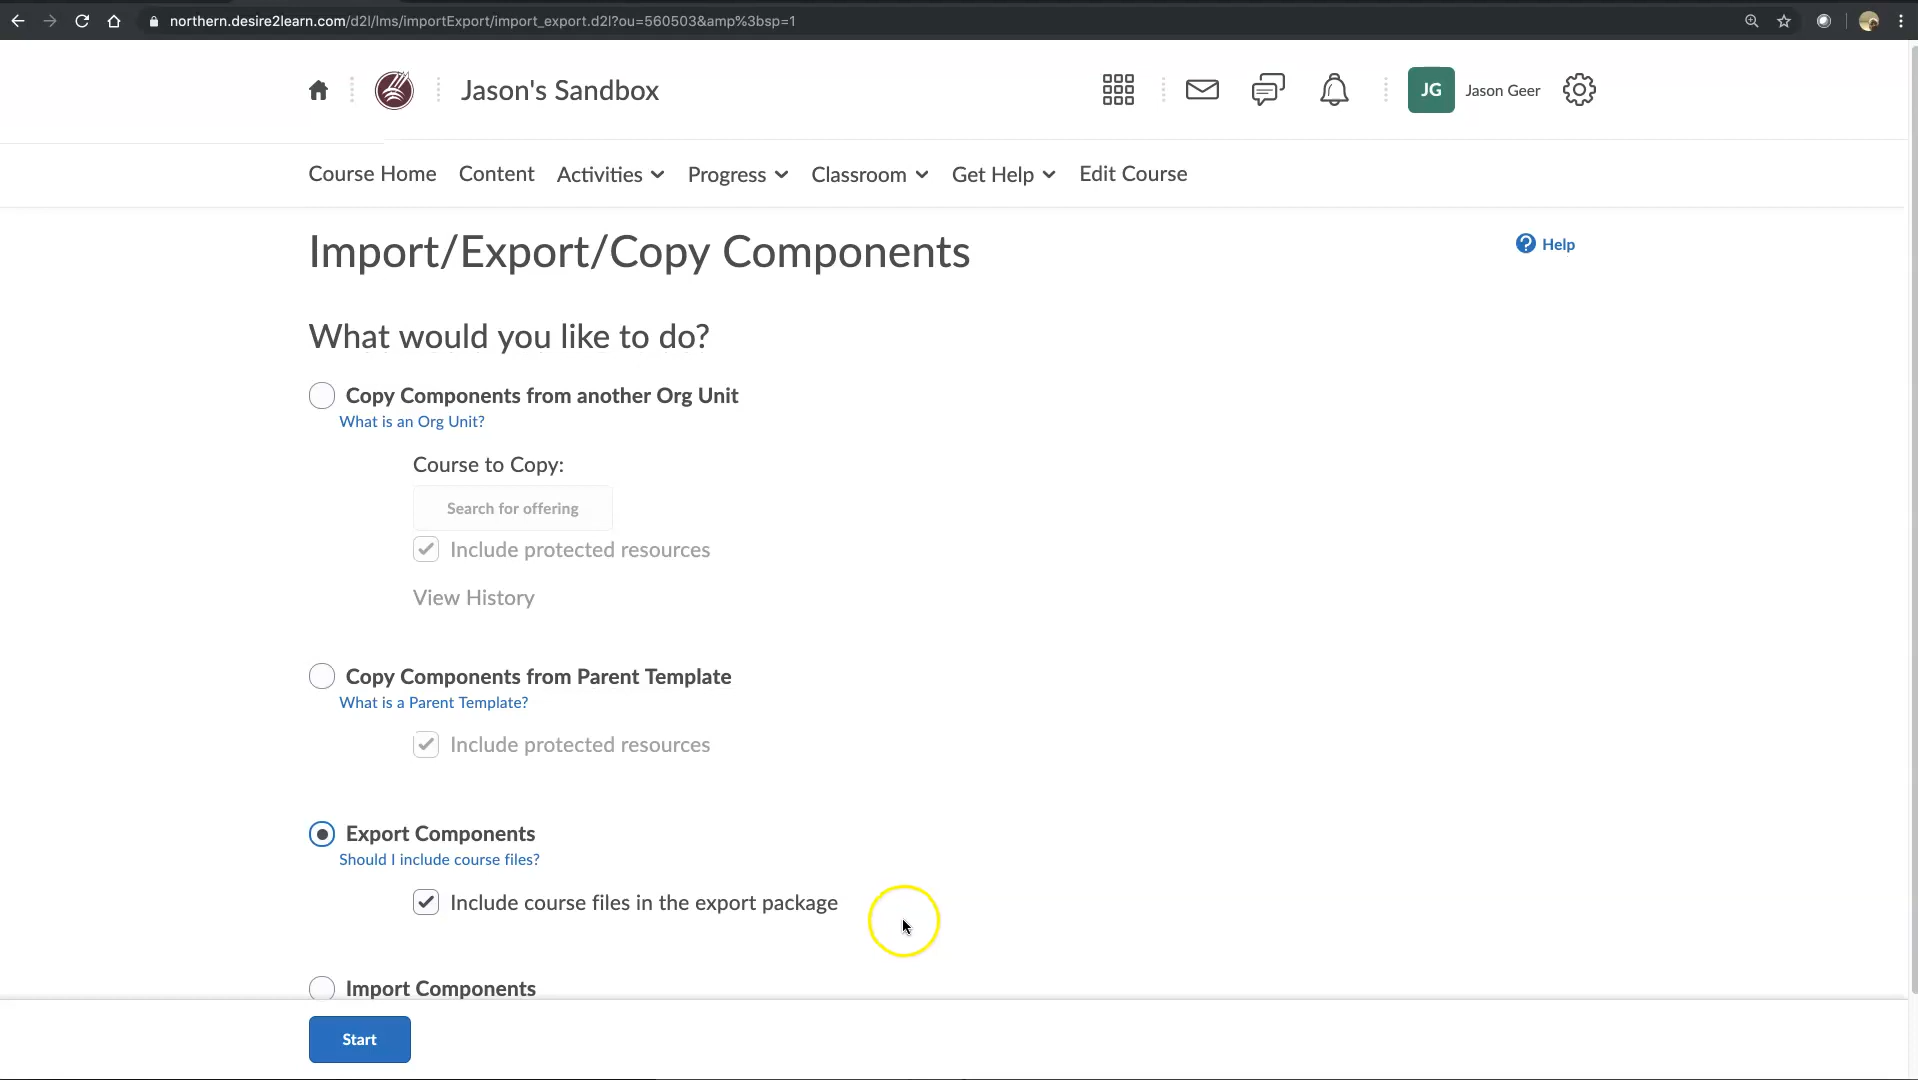 northern.desire2learn.com/d2l/lms/importExport/import_export.d2l?ou=560503&amp%3bsp=1
Jason's Sandbox
JG
Jason Geer
Course Home
Content
Activities
Progress
Classroom
Get Help
Edit Course
Import/Export/Copy Components
Help
What would you like to do?
Copy Components from another Org Unit
What is an Org Unit?
Course to Copy:
Search for offering
Include protected resources
View History
Copy Components from Parent Template
What is a Parent Template?
Include protected resources
Export Components
Should I include course files?
Include course files in the export package
Import Components
Start